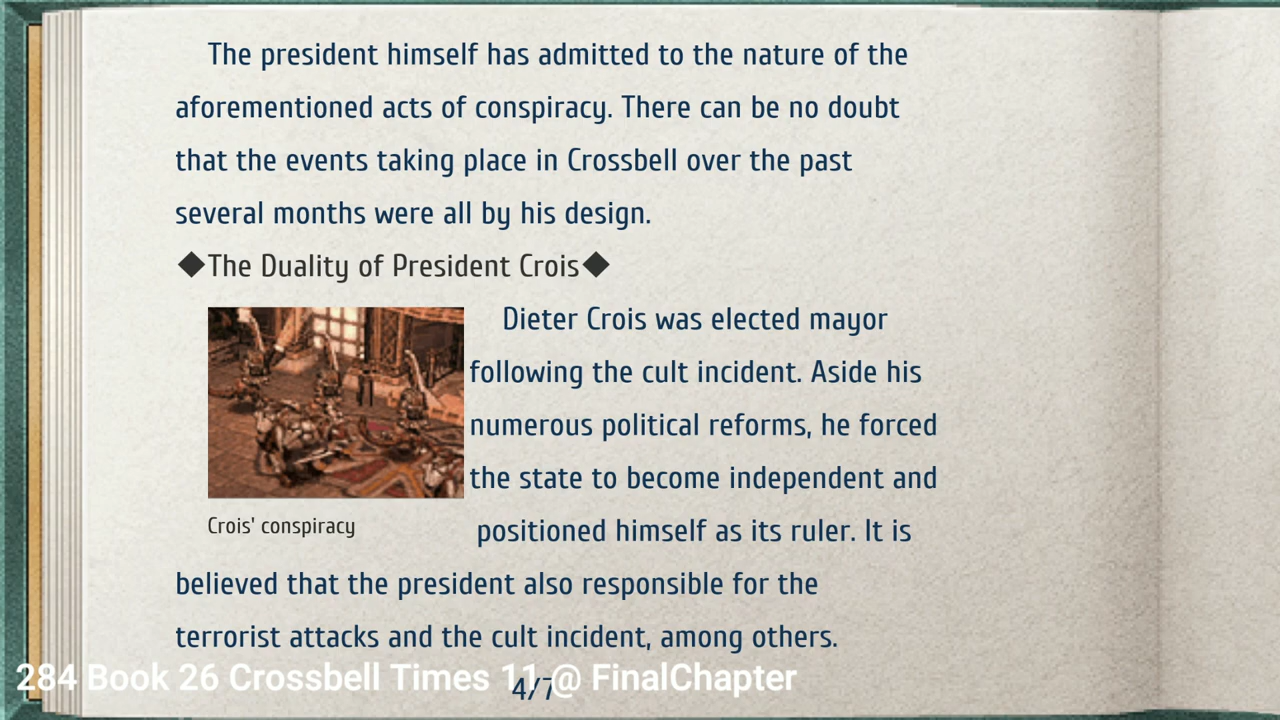 The president himself has admitted to the nature of the
aforementioned acts of conspiracy. There can be no doubt
that the events taking place in Crossbell over the past
several months were all by his design.
◆The Duality of President Crois◆
Dieter Crois was elected mayor
following the cult incident. Aside his
numerous political reforms, he forced
the state to become independent and
positioned himself as its ruler. It is
Crois' conspiracy
believed that the president also responsible for the
terrorist attacks and the cult incident, among others.
284 Book 26 Crossbell Times 11 @ FinalChapter
4/7